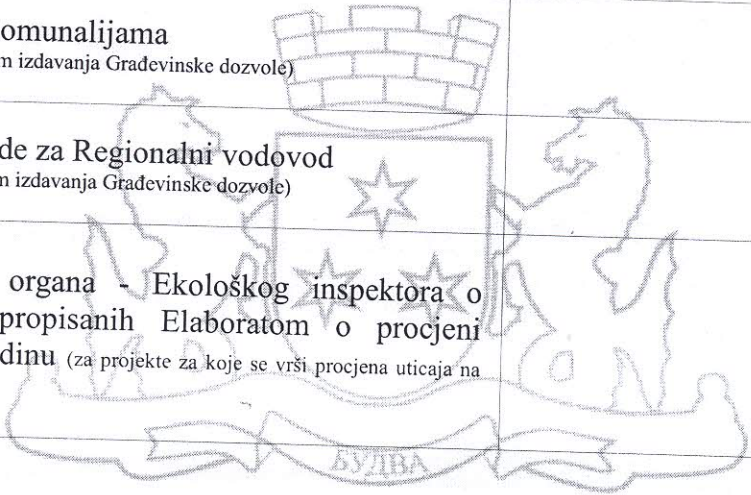 omunalijama
m izdavanja Građevinske dozvole)
de za Regionalni vodovod
m izdavanja Građevinske dozvole)
organa - Ekološkog inspektora o
propisanih Elaboratom o procjeni
dinu (za projekte za koje se vrši procjena uticaja na
БУДВА